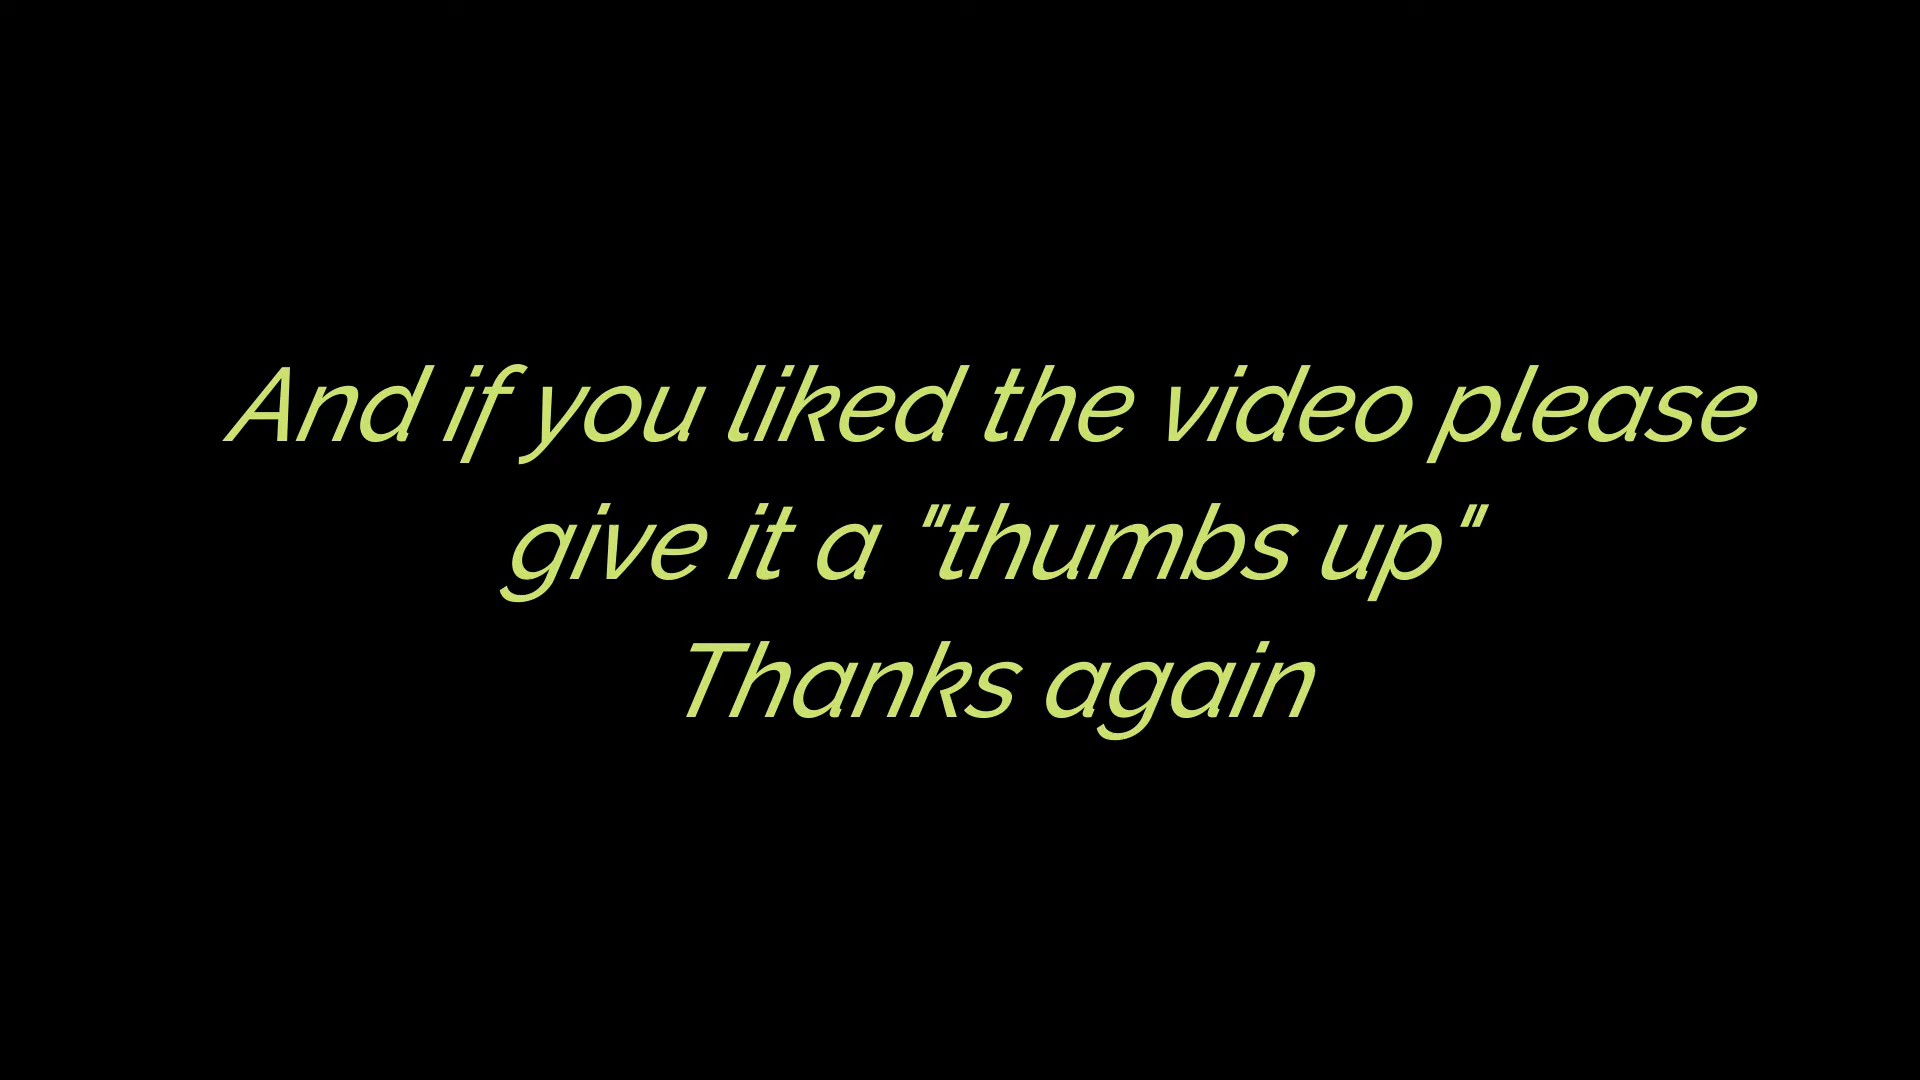 And if you liked the video please
give it a "thumbs up"
Thanks again